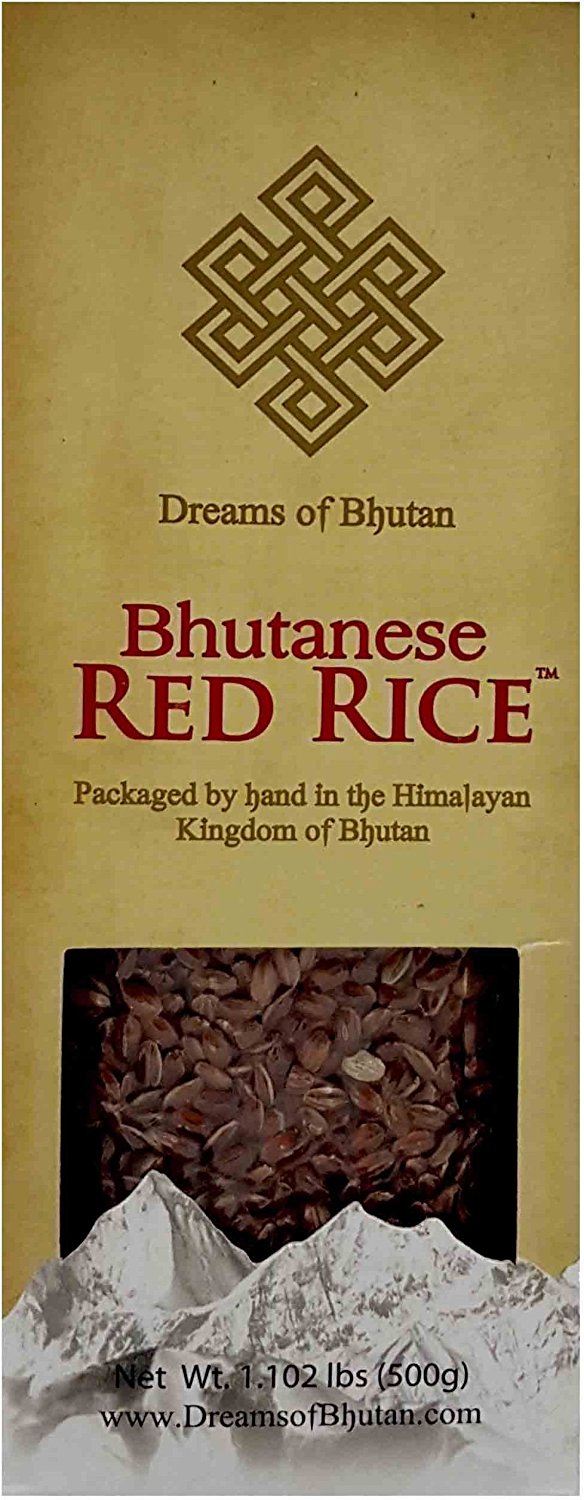 Dreams of Bhutan
Bhutanese
RED RICE™
Packaged by hand in the Himalayan
Kingdom of Bhutan
Net Wt. 1.102 lbs (500g)
www.DreamsofBhutan.com